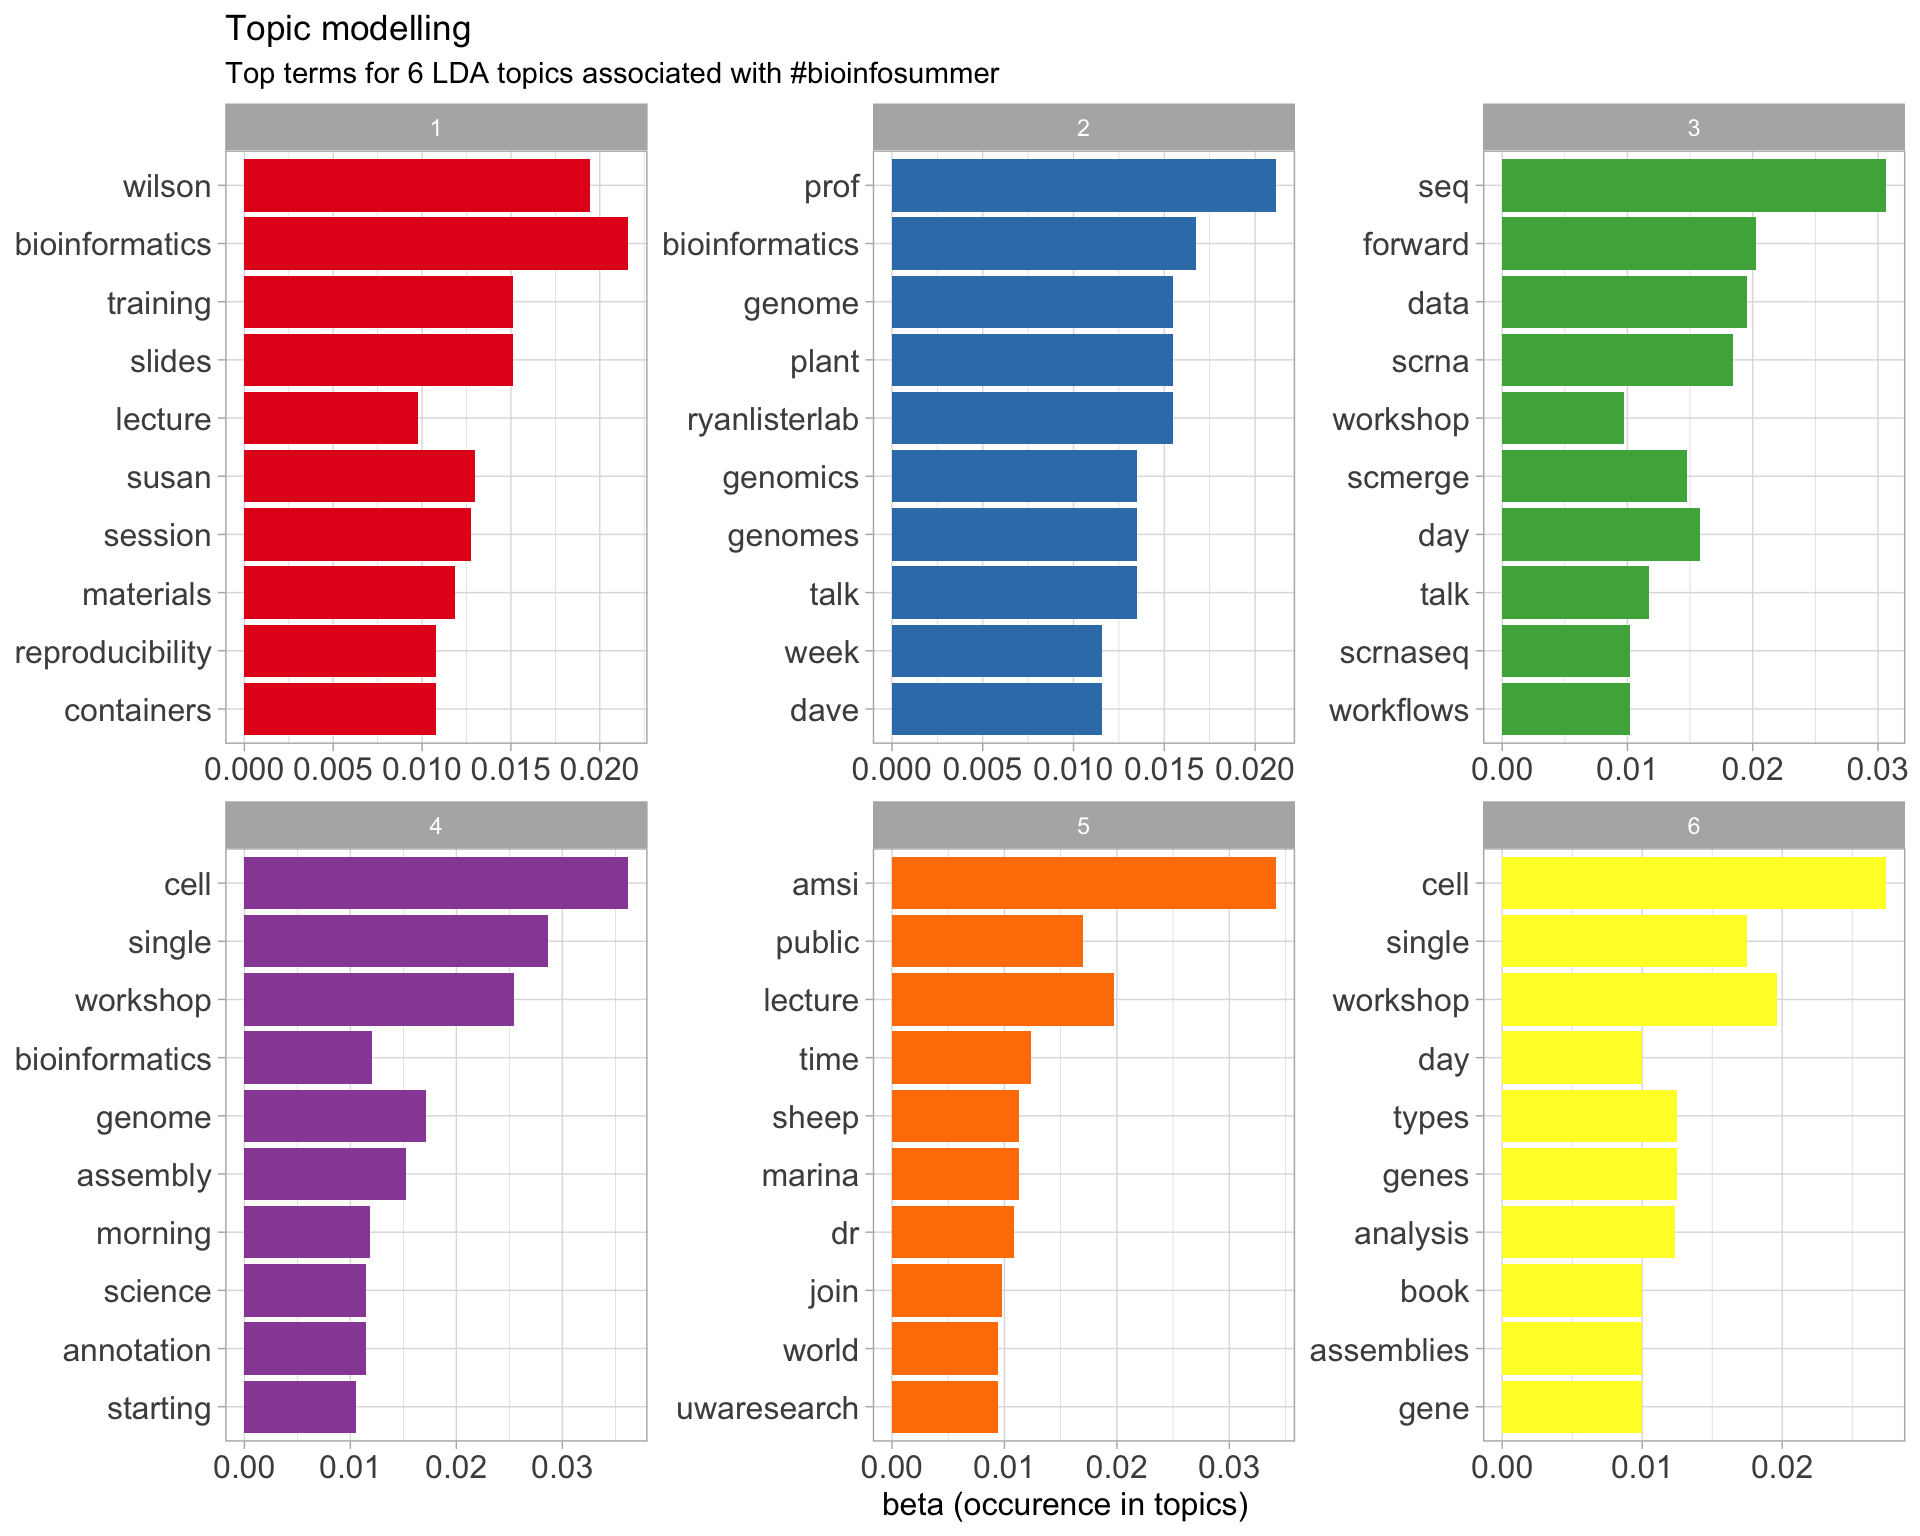 Topic modelling
Top terms for 6 LDA topics associated with #bioinfosummer
1
wilson
bioinformatics
training
slides
lecture
susan
session
materials
reproducibility
containers
0.000 0.005 0.010 0.015 0.020
2
prof
bioinformatics
genome
plant
ryanlisterlab
genomics
genomes
talk
week
dave
0.000 0.005 0.010 0.015 0.020
3
seq
forward
data
scrna
workshop
scmerge
day
talk
scrnaseq
workflows
0.00 0.01 0.02 0.03
4
cell
single
workshop
bioinformatics
genome
assembly
morning
science
annotation
starting
0.00 0.01 0.02 0.03
5
amsi
public
lecture
time
sheep
marina
dr
join
world
uwaresearch
0.00 0.01 0.02 0.03
6
cell
single
workshop
day
types
genes
analysis
book
assemblies
gene
0.00 0.01 0.02
beta (occurence in topics)